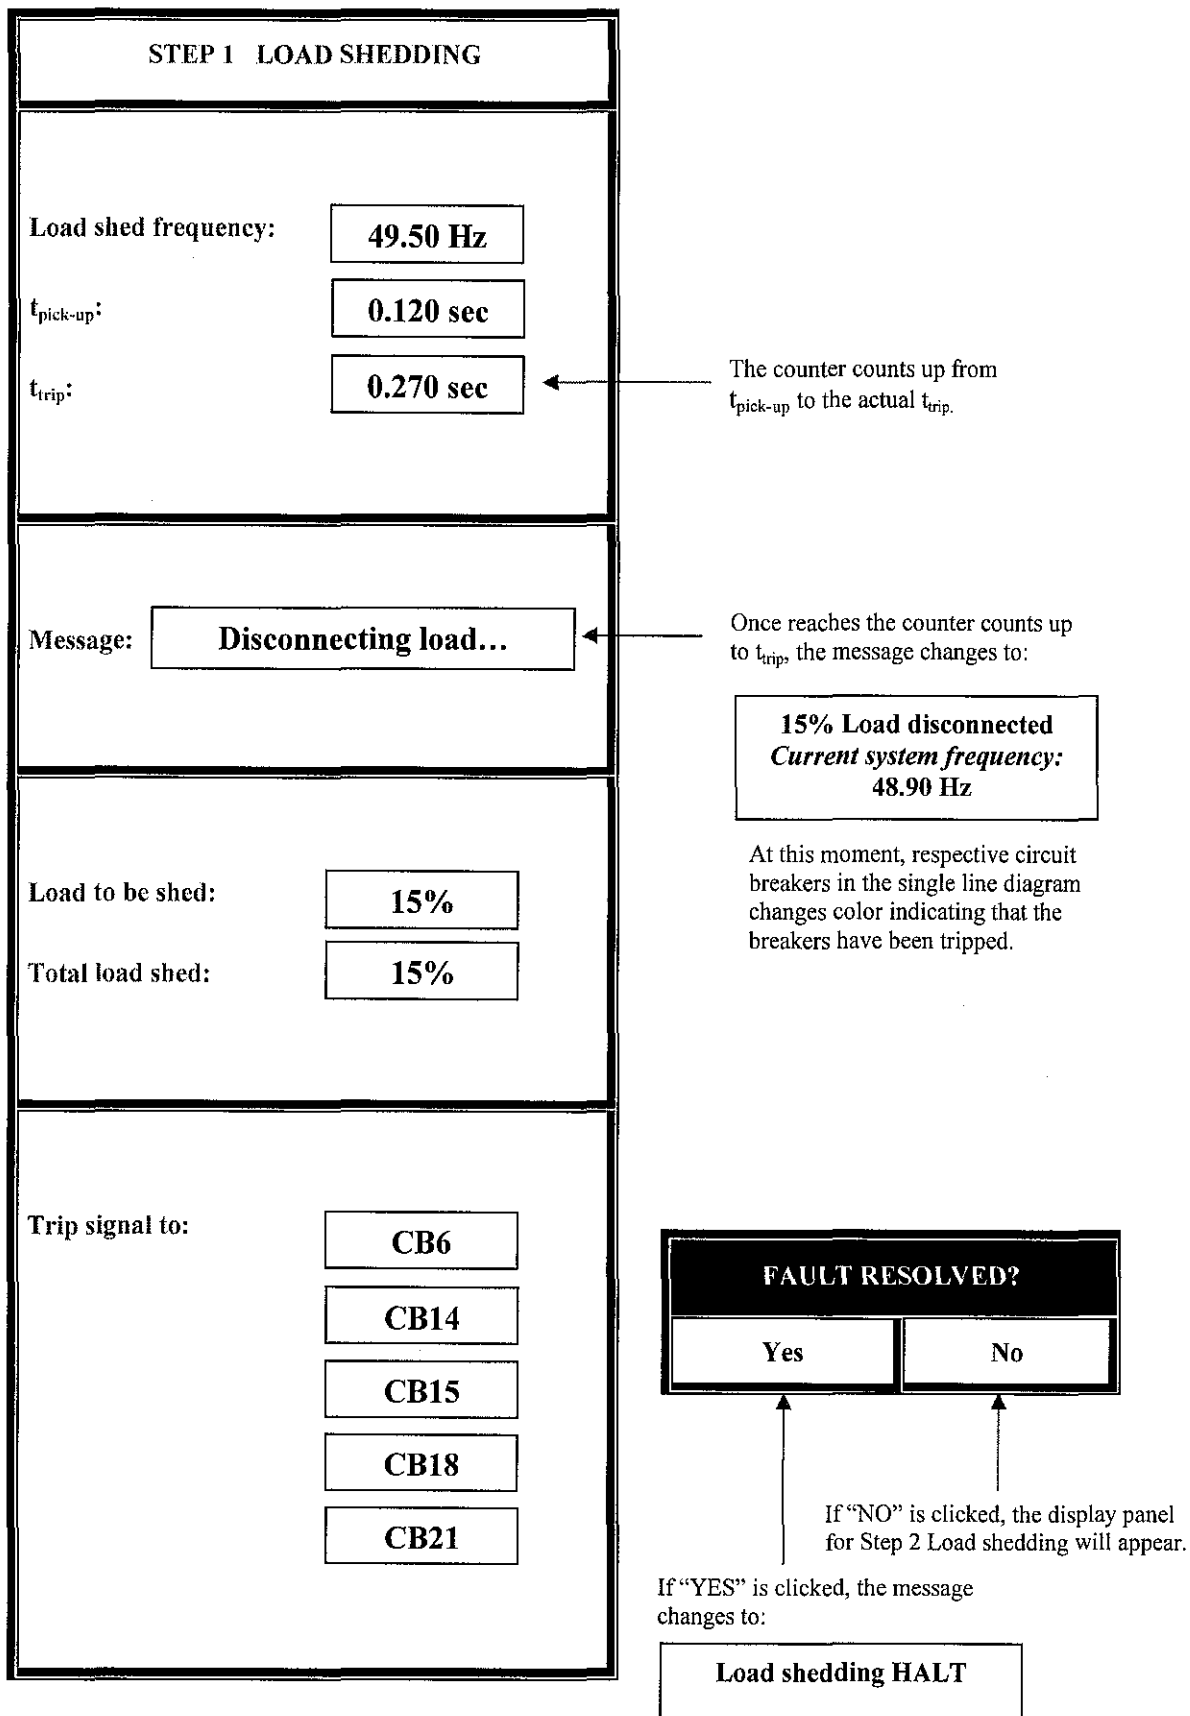 STEP 1 LOAD SHEDDING
Load shed frequency:
49.50 Hz
tpick-up:
0.120 sec
ttrip:
0.270 sec
The counter counts up from
tpick-up to the actual ttrip.
Message:
Disconnecting load...
Once reaches the counter counts up
to ttrip, the message changes to:
15% Load disconnected
Current system frequency:
48.90 Hz
At this moment, respective circuit
breakers in the single line diagram
changes color indicating that the
breakers have been tripped.
Load to be shed:
15%
Total load shed:
15%
Trip signal to:
CB6
CB14
CB15
CB18
CB21
FAULT RESOLVED?
Yes
No
If “NO” is clicked, the display panel
for Step 2 Load shedding will appear.
If “YES” is clicked, the message
changes to:
Load shedding HALT